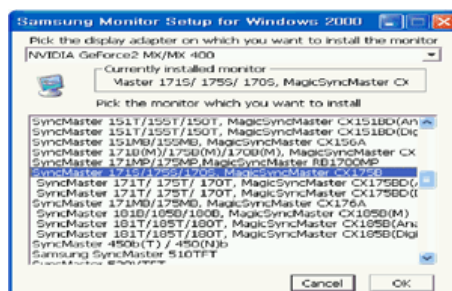 Samsung Monitor Setup for Windows 2000
Pick the display adapter on which you want to install the monitor
NVIDIA GeForce2 MX/MX 400
Currently installed monitor
Master 171S/ 175S/ 170S, MagicSyncMaster CX
Pick the monitor which you want to install
SyncMaster 151T/155T/150T, MagicSyncMaster CX151BD(An
SyncMaster 151T/155T/150T, MagicSyncMaster CX151BD(Dig
SyncMaster 151MB/155MB, MagicSyncMaster CX156A
SyncMaster 171B(M)/175B(M)/170B(M), MagicSyncMaster CX
SyncMaster 171MP/175MP,MagicSyncMaster RB1700MP
SyncMaster 171S/175S/170S, MagicSyncMaster CX175B
SyncMaster 171T/ 175T/ 170T, MagicSyncMaster CX175BD(
SyncMaster 171T/ 175T/ 170T, MagicSyncMaster CX175BD(
SyncMaster 171MB/175MB, MagicSyncMaster CX176A
SyncMaster 181B/185B/180B, MagicSyncMaster CX185B(M)
SyncMaster 181T/185T/180T, MagicSyncMaster CX185B(Ana
SyncMaster 181T/185T/180T, MagicSyncMaster CX185B(Digi
SyncMaster 450b(T) / 450(N)b
Samsung SyncMaster 510TFT
Cancel OK